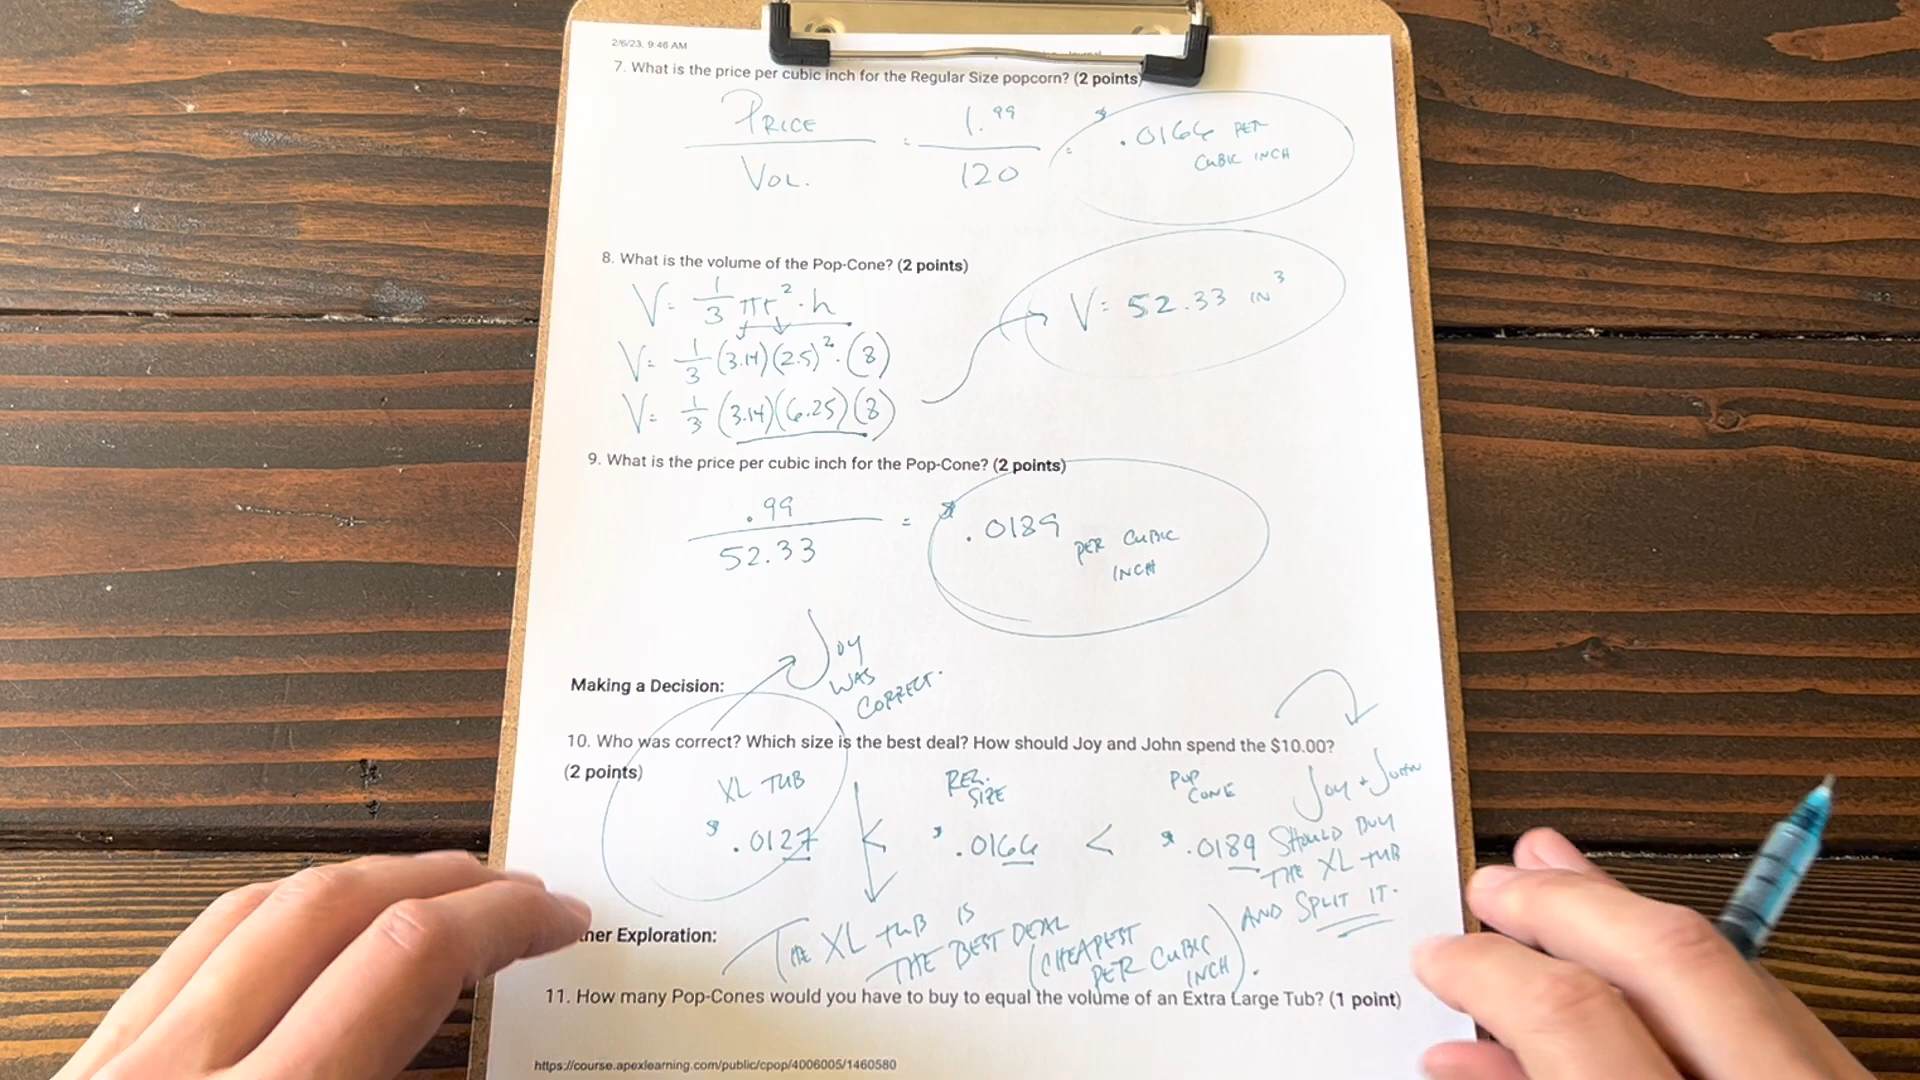 2/6/23, 9:46 AM
7. What is the price per cubic inch for the Regular Size popcorn? (2 points)
PRICE
VOL.
= 1.99
120
= $ .0166 PER
CUBIC INCH
8. What is the volume of the Pop-Cone? (2 points)
V= 1/3 πr² · h
V= 1/3 (3.14)(2.5)² · (8)
V= 1/3 (3.14)(6.25)(8)
V= 52.33 IN³
9. What is the price per cubic inch for the Pop-Cone? (2 points)
.99
52.33
= $ .0189
PER CUBIC
INCH
JOY
WAS
CORRECT.
Making a Decision:
10. Who was correct? Which size is the best deal? How should Joy and John spend the $10.00?
(2 points)
XL TUB
$ .0127
<
REG.
SIZE
$ .0166
<
POP
CONE
$ .0189
JOY + JOHN
SHOULD BUY
THE XL TUB
AND SPLIT IT.
THE XL TUB IS
THE BEST DEAL
(CHEAPEST
PER CUBIC
INCH).
Exploration:
11. How many Pop-Cones would you have to buy to equal the volume of an Extra Large Tub? (1 point)
https://course.apexlearning.com/public/cpop/4006005/1460580